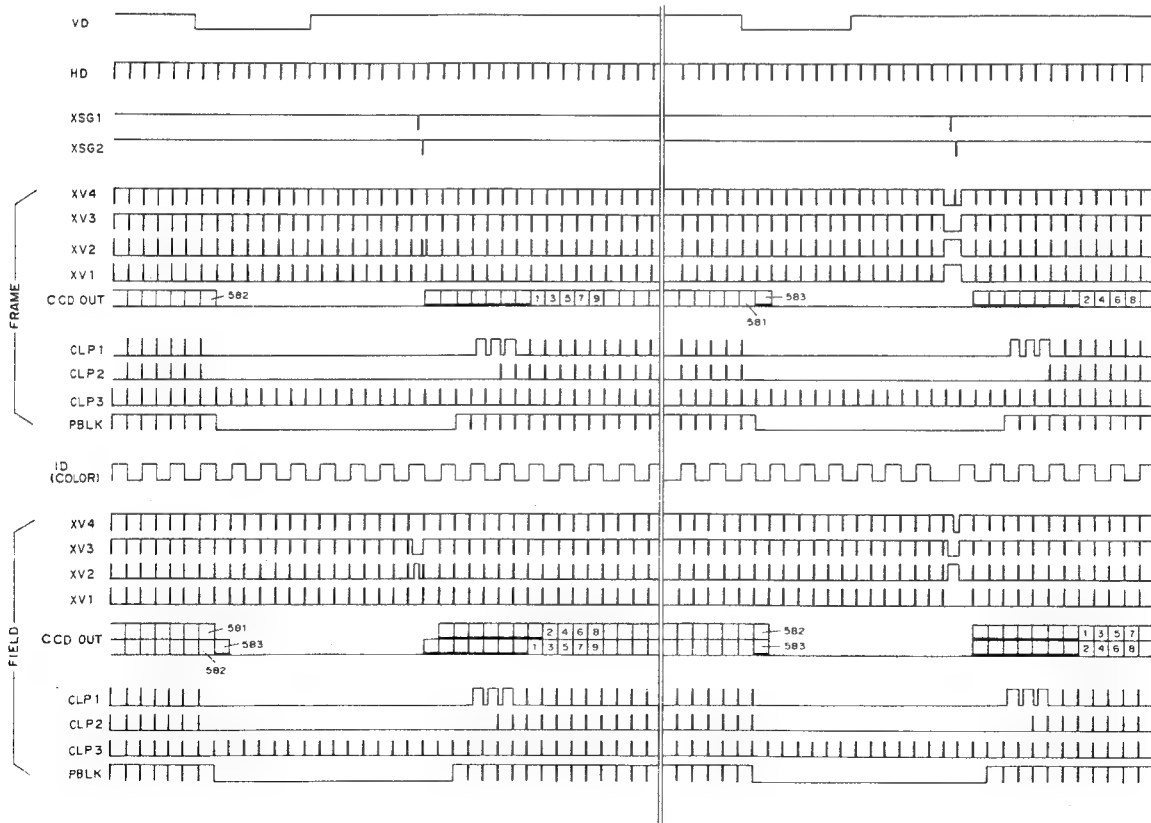 VD
HD
XSG1
XSG2
FRAME
XV4
XV3
XV2
XV1
CCD OUT 582 1 3 5 7 9 583 2 4 6 8
581
CLP1
CLP2
CLP3
PBLK
ID
(COLOR)
FIELD
XV4
XV3
XV2
XV1
581 2 4 6 8 582 1 3 5 7
CCD OUT
583 1 3 5 7 9 583 2 4 6 8
582
CLP1
CLP2
CLP3
PBLK